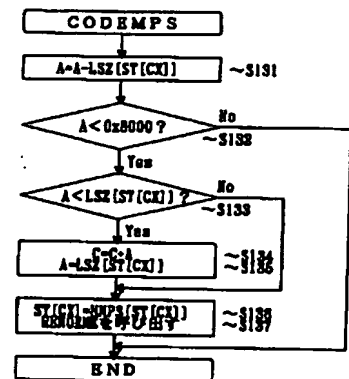 CODEMPS
A=A-LSZ[ST[CX]] ~S131
A<0x8000? No
~S132
Yes
A<LSZ[ST[CX]]? No
~S133
Yes
C=C+A ~S134
A=LSZ[ST[CX]] ~S135
ST[CX]=NMPS[ST[CX]] ~S136
RENORMEを呼び出す ~S137
END